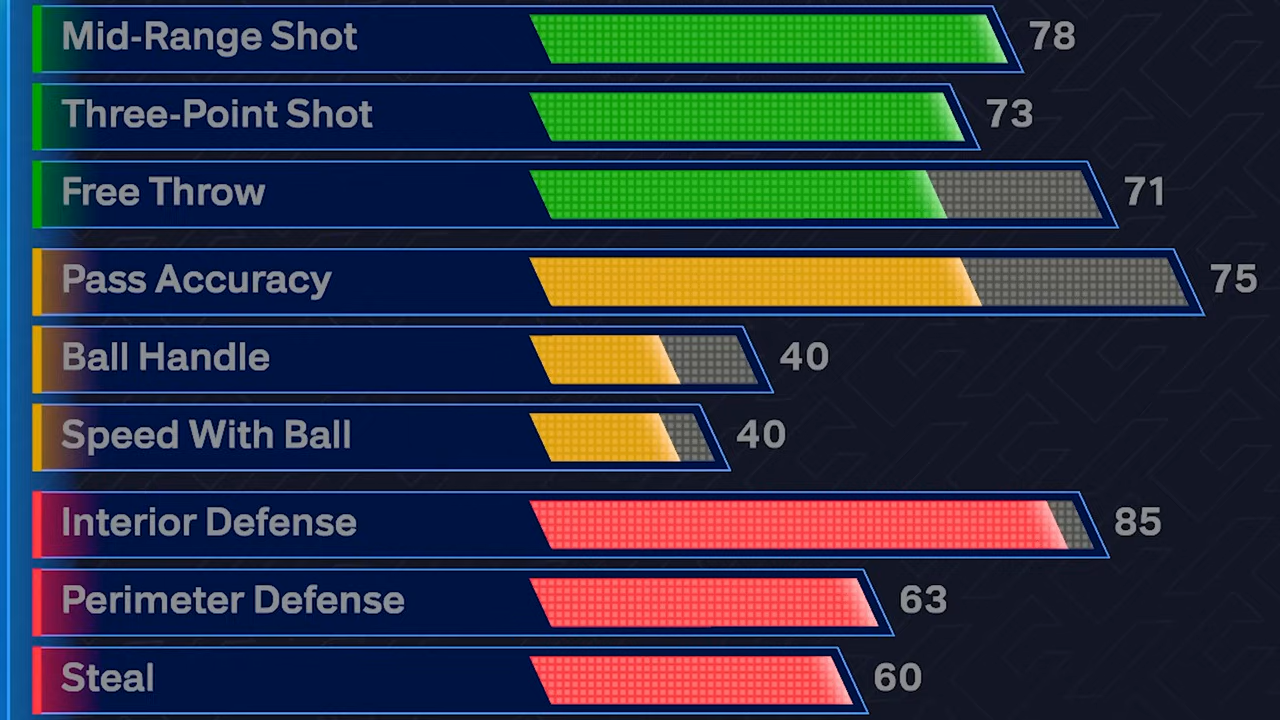 Mid-Range Shot 78
Three-Point Shot 73
Free Throw 71
Pass Accuracy 75
Ball Handle 40
Speed With Ball 40
Interior Defense 85
Perimeter Defense 63
Steal 60